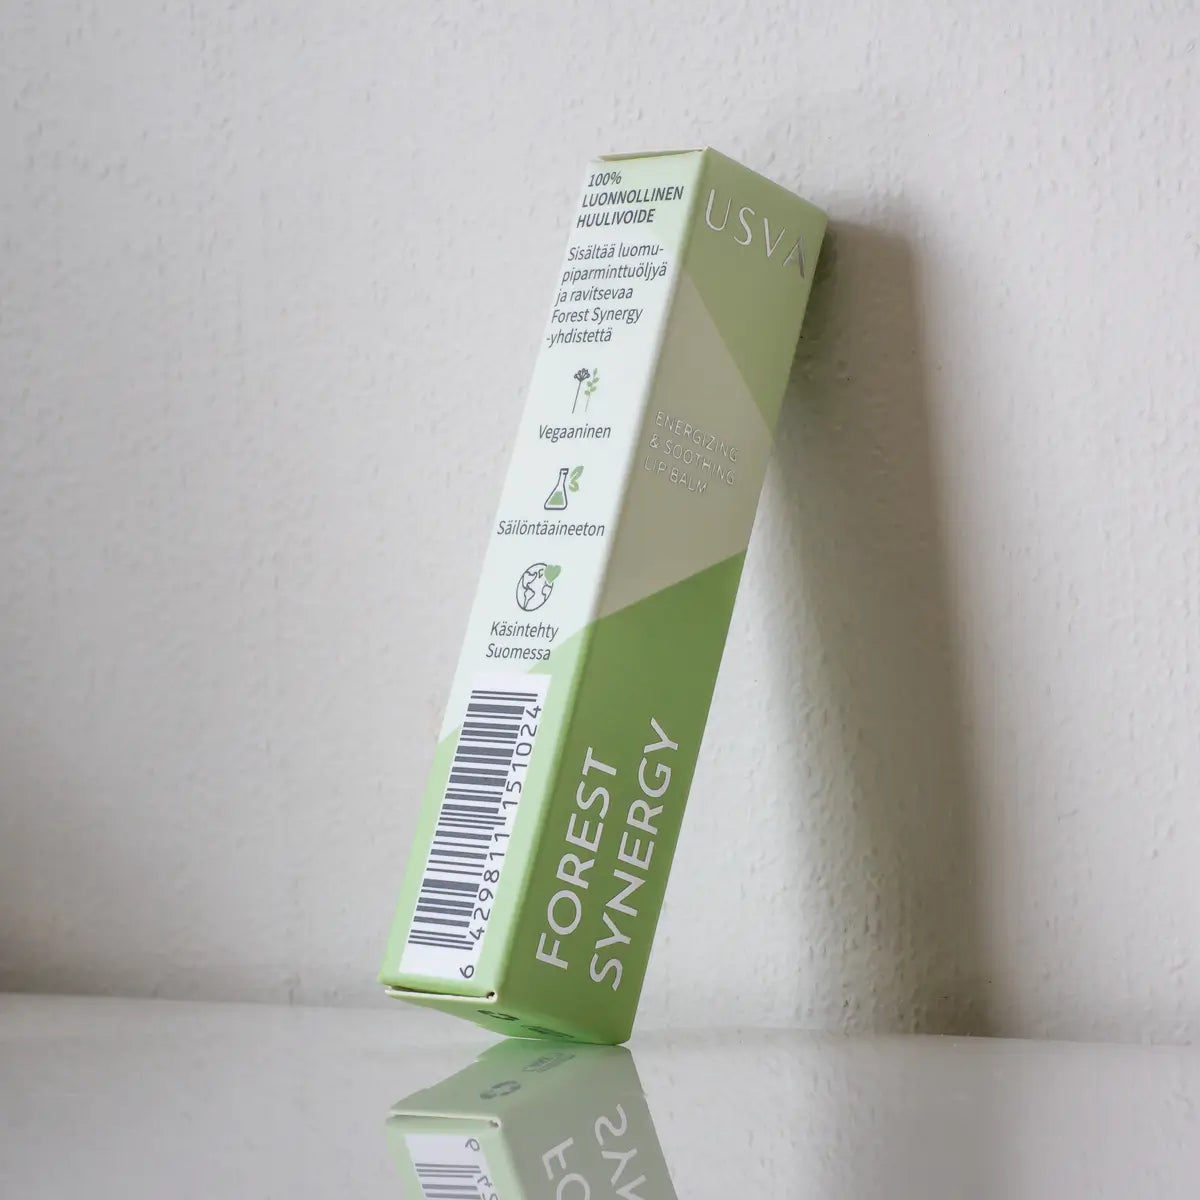 100%
LUONNOLLINEN
HUULIVOIDE
Sisältää luomu-
piparminttuöljyä
ja ravitsevaa
Forest Synergy
-yhdistettä
Vegaaninen
Säilöntäaineeton
Käsintehty
Suomessa
6 429811 151024
USVA
ENERGIZING
& SOOTHING
LIP BALM
FOREST
SYNERGY